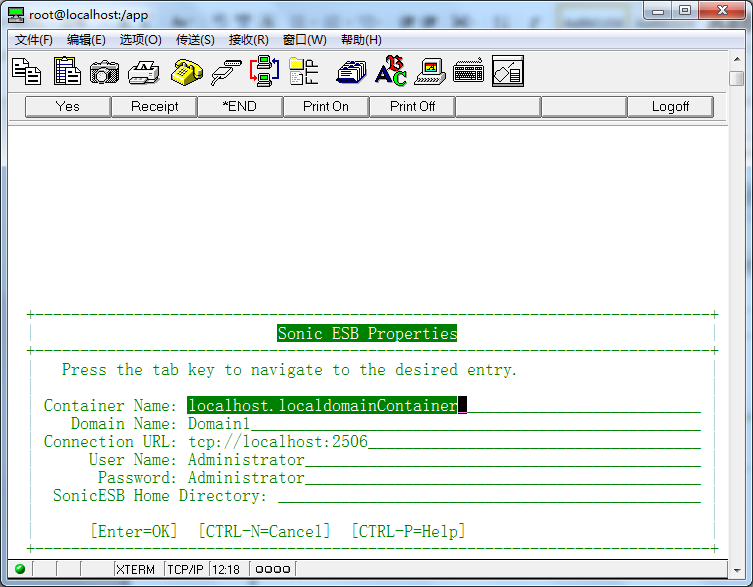 root@localhost:/app
文件(F) 编辑(E) 选项(O) 传送(S) 接收(R) 窗口(W) 帮助(H)
Yes Receipt *END Print On Print Off Logoff
Sonic ESB Properties
Press the tab key to navigate to the desired entry.
Container Name: localhost.localdomainContainer
Domain Name: Domain1
Connection URL: tcp://localhost:2506
User Name: Administrator
Password: Administrator
SonicESB Home Directory:
[Enter=OK] [CTRL-N=Cancel] [CTRL-P=Help]
XTERM TCP/IP 12:18